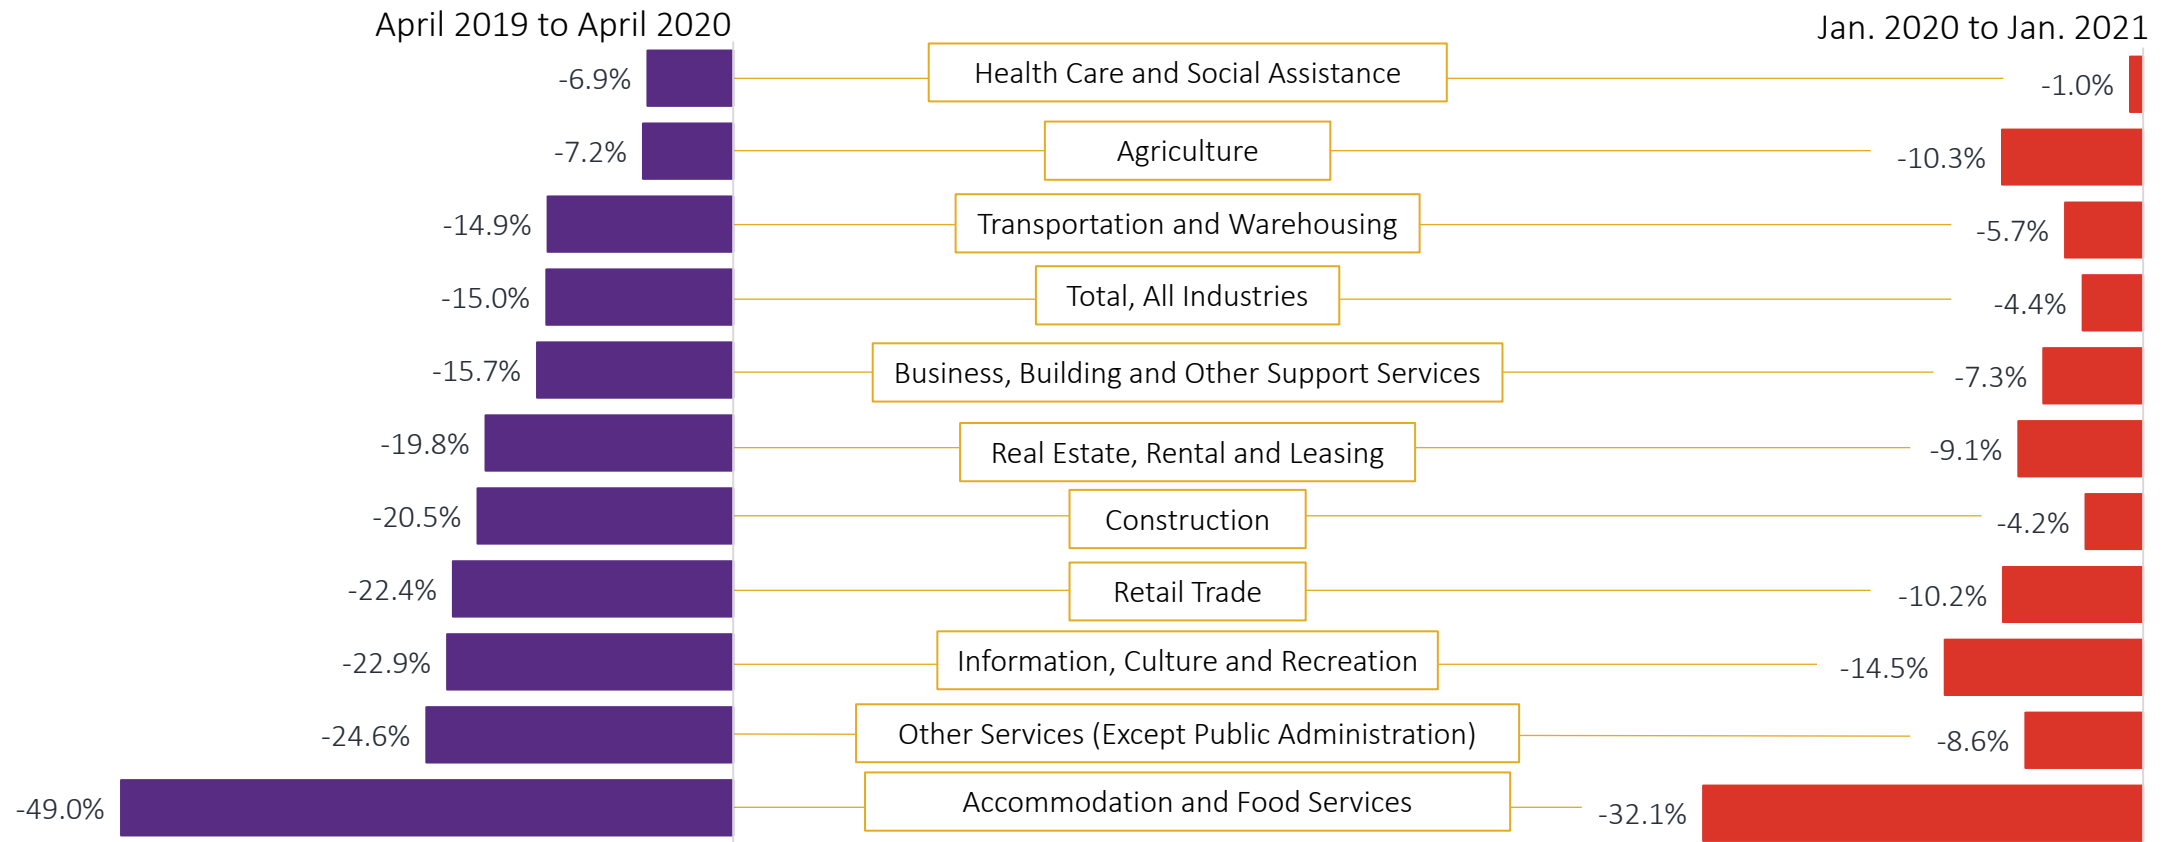 April 2019 to April 2020
Jan. 2020 to Jan. 2021
-6.9%
Health Care and Social Assistance
-1.0%
-7.2%
Agriculture
-10.3%
-14.9%
Transportation and Warehousing
-5.7%
-15.0%
Total, All Industries
-4.4%
-15.7%
Business, Building and Other Support Services
-7.3%
-19.8%
Real Estate, Rental and Leasing
-9.1%
-20.5%
Construction
-4.2%
-22.4%
Retail Trade
-10.2%
-22.9%
Information, Culture and Recreation
-14.5%
-24.6%
Other Services (Except Public Administration)
-8.6%
-49.0%
Accommodation and Food Services
-32.1%